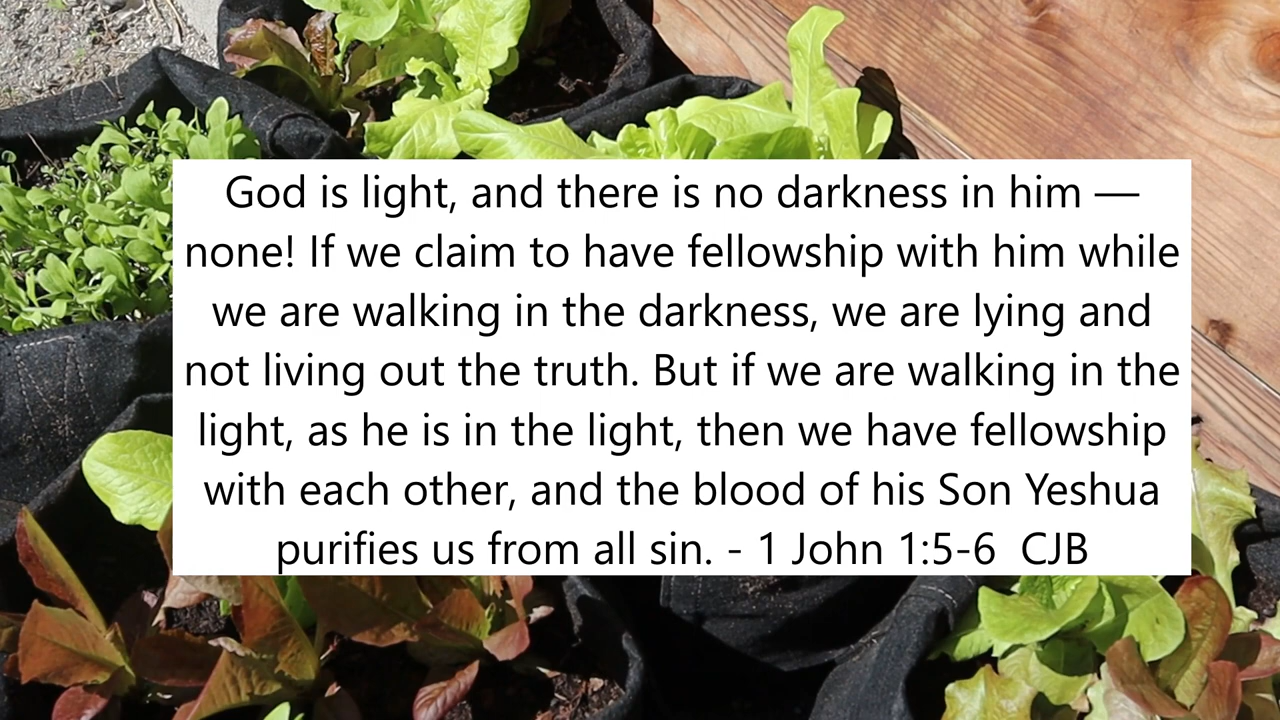 God is light, and there is no darkness in him —
none! If we claim to have fellowship with him while
we are walking in the darkness, we are lying and
not living out the truth. But if we are walking in the
light, as he is in the light, then we have fellowship
with each other, and the blood of his Son Yeshua
purifies us from all sin. - 1 John 1:5-6  CJB